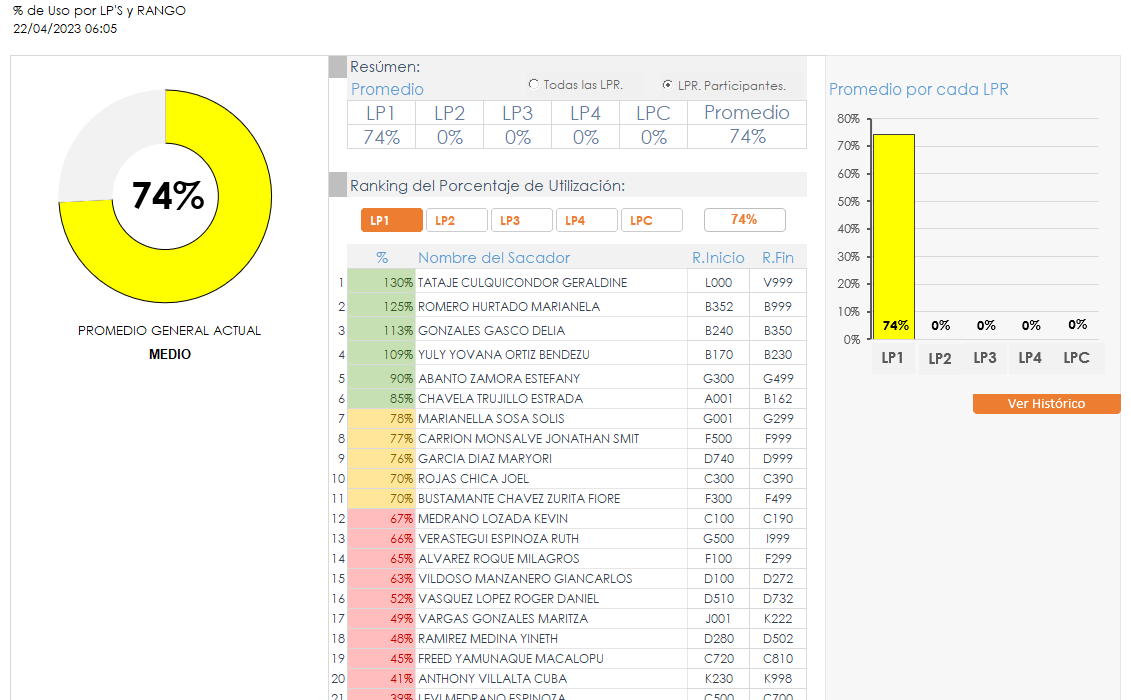 % de Uso por LP'S y RANGO
22/04/2023 06:05
74%
PROMEDIO GENERAL ACTUAL
MEDIO
Resúmen:
Promedio
Todas las LPR. LPR. Participantes.
LP1 LP2 LP3 LP4 LPC Promedio
74% 0% 0% 0% 0% 74%
Ranking del Porcentaje de Utilización:
LP1 LP2 LP3 LP4 LPC 74%
% Nombre del Sacador R.Inicio R.Fin
1 130% TATAJE CULQUICONDOR GERALDINE L000 V999
2 125% ROMERO HURTADO MARIANELA B352 B999
3 113% GONZALES GASCO DELIA B240 B350
4 109% YULY YOVANA ORTIZ BENDEZU B170 B230
5 90% ABANTO ZAMORA ESTEFANY G300 G499
6 85% CHAVELA TRUJILLO ESTRADA A001 B162
7 78% MARIANELLA SOSA SOLIS G001 G299
8 77% CARRION MONSALVE JONATHAN SMIT F500 F999
9 76% GARCIA DIAZ MARYORI D740 D999
10 70% ROJAS CHICA JOEL C300 C390
11 70% BUSTAMANTE CHAVEZ ZURITA FIORE F300 F499
12 67% MEDRANO LOZADA KEVIN C100 C190
13 66% VERASTEGUI ESPINOZA RUTH G500 I999
14 65% ALVAREZ ROQUE MILAGROS F100 F299
15 63% VILDOSO MANZANERO GIANCARLOS D100 D272
16 52% VASQUEZ LOPEZ ROGER DANIEL D510 D732
17 49% VARGAS GONZALES MARITZA J001 K222
18 48% RAMIREZ MEDINA YINETH D280 D502
19 45% FREED YAMUNAQUE MACALOPU C720 C810
20 41% ANTHONY VILLALTA CUBA K230 K998
21 39% LEVI MEDRANO ESPINOZA C500 C700
Promedio por cada LPR
80%
70%
60%
50%
40%
30%
20%
10%
0%
74% 0% 0% 0% 0%
LP1 LP2 LP3 LP4 LPC
Ver Histórico